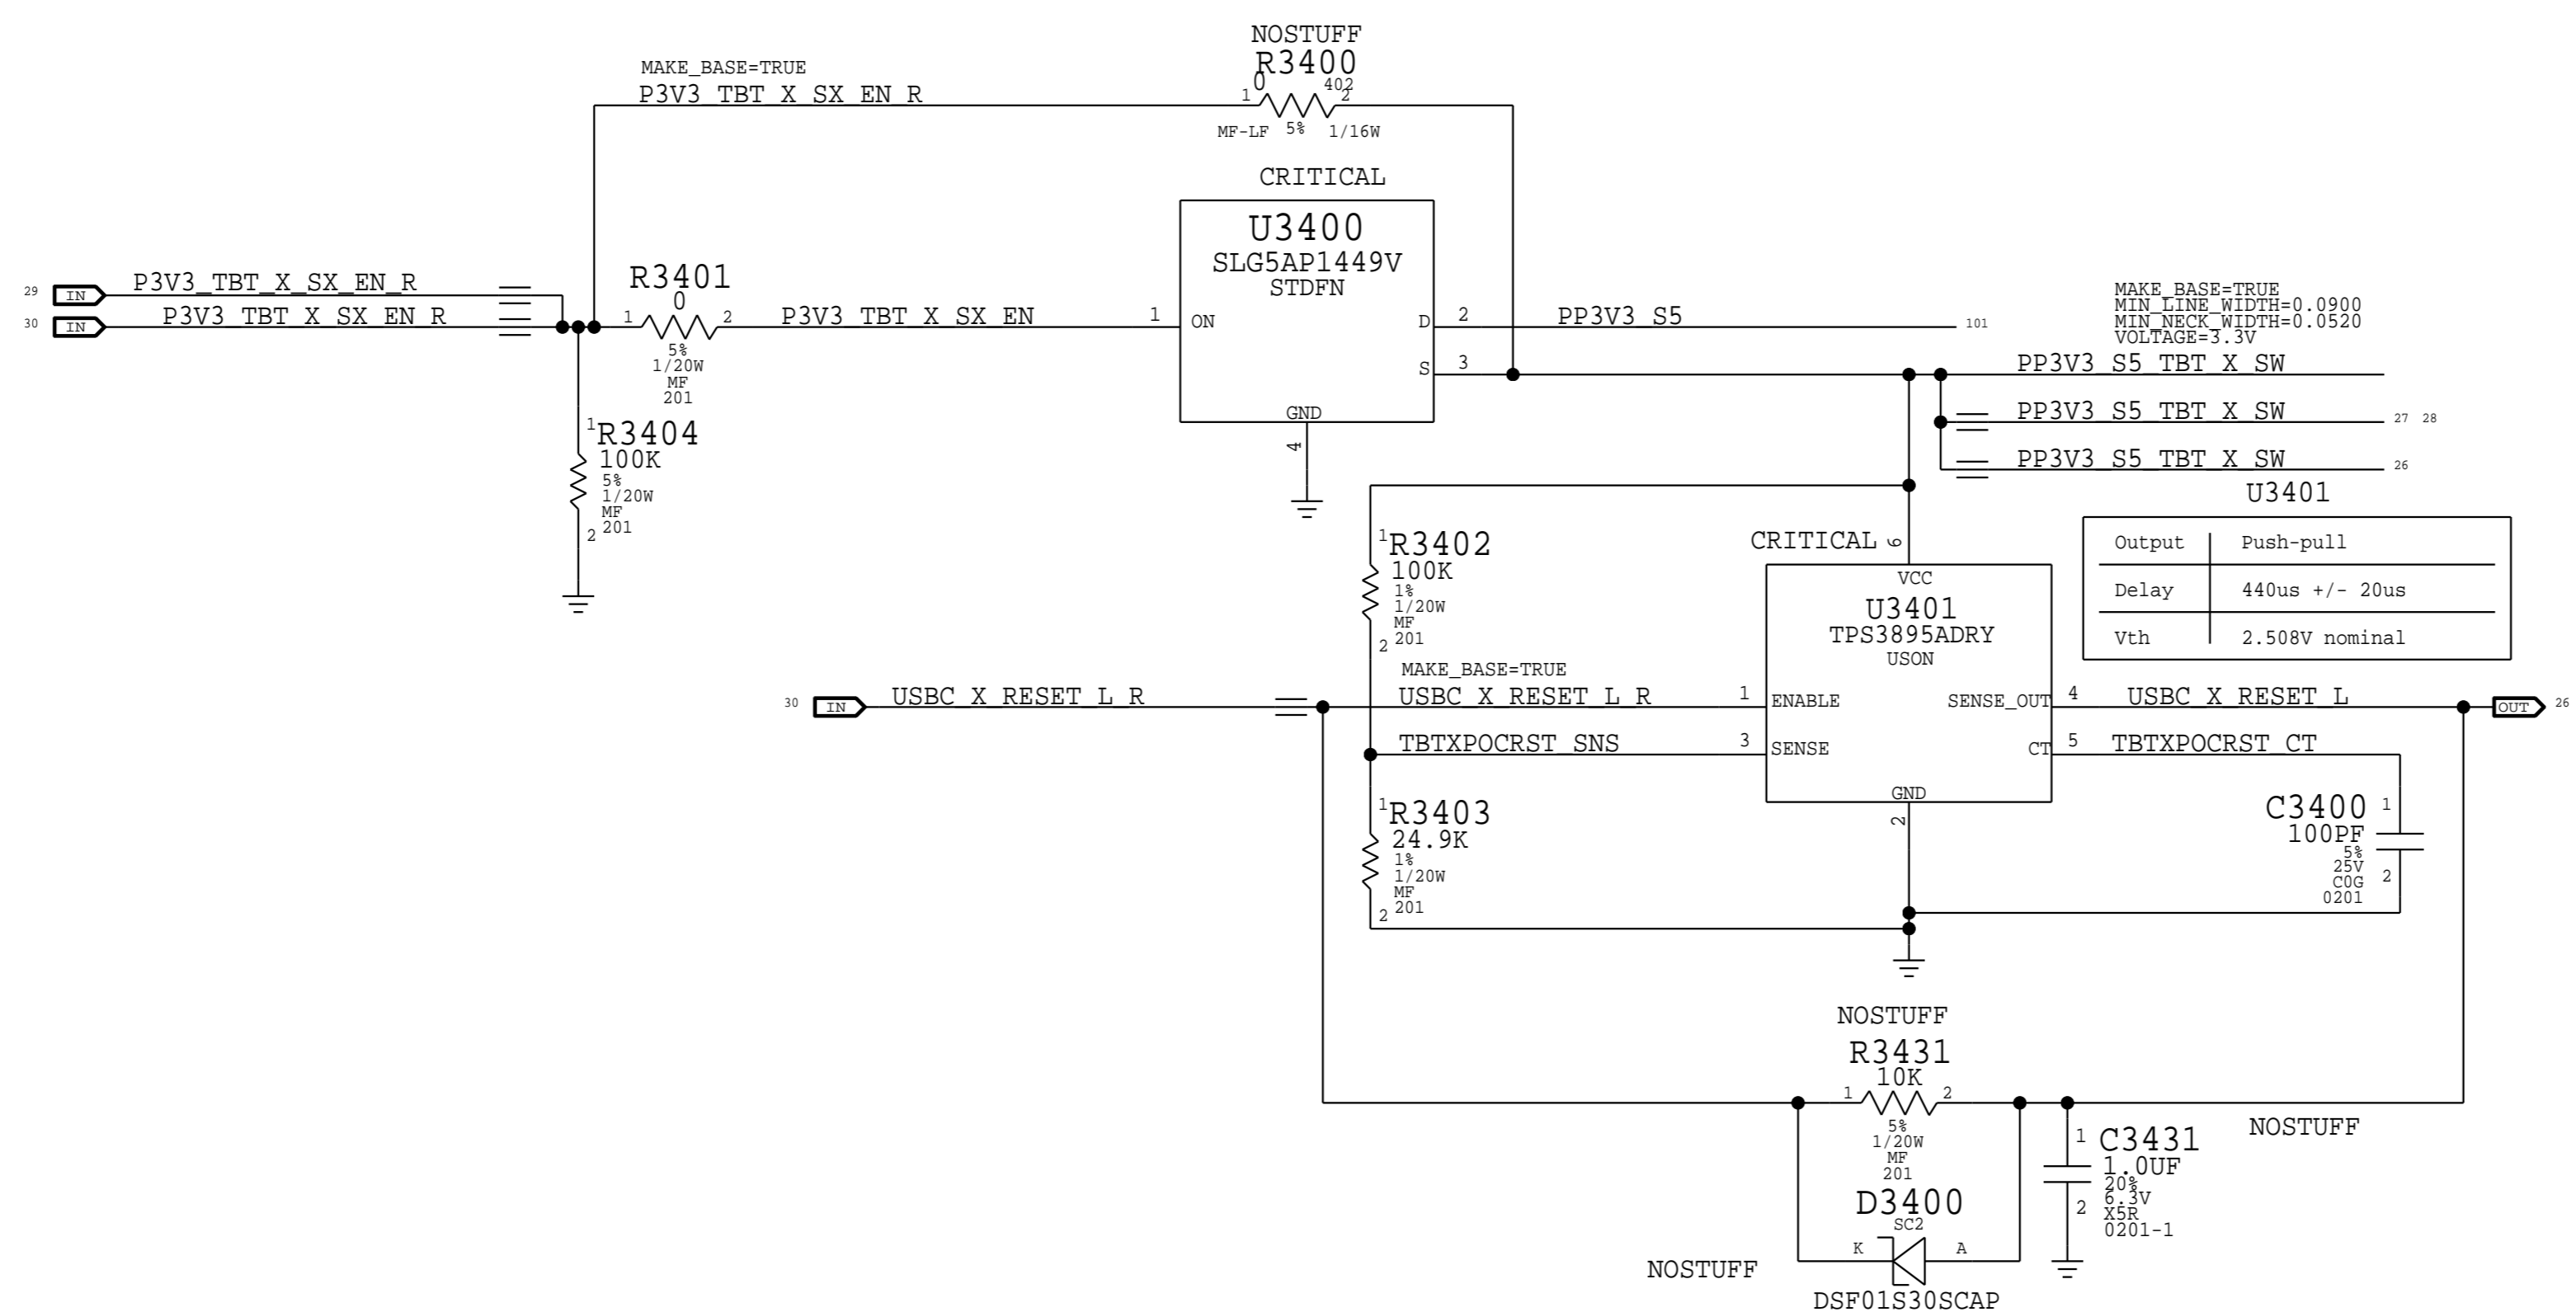 NOSTUFF
R3400
0
402
1
2
MF-LF 5% 1/16W
MAKE_BASE=TRUE
P3V3_TBT_X_SX_EN_R
CRITICAL
U3400
SLG5AP1449V
STDFN
ON
D
S
GND
1
2
3
4
29 IN P3V3_TBT_X_SX_EN_R
30 IN P3V3_TBT_X_SX_EN_R
R3401
0
1
2
5%
1/20W
MF
201
P3V3_TBT_X_SX_EN
1
R3404
100K
5%
1/20W
MF
201
2
PP3V3_S5
101
MAKE_BASE=TRUE
MIN_LINE_WIDTH=0.0900
MIN_NECK_WIDTH=0.0520
VOLTAGE=3.3V
PP3V3_S5_TBT_X_SW
PP3V3_S5_TBT_X_SW 27 28
PP3V3_S5_TBT_X_SW 26
U3401
Output Push-pull
Delay 440us +/- 20us
Vth 2.508V nominal
1
R3402
100K
1%
1/20W
MF
201
2
CRITICAL
6
VCC
U3401
TPS3895ADRY
USON
ENABLE
SENSE_OUT
SENSE
CT
GND
1
3
4
5
2
MAKE_BASE=TRUE
30 IN USBC_X_RESET_L_R
USBC_X_RESET_L_R
TBTXPOCRST_SNS
USBC_X_RESET_L
OUT 26
TBTXPOCRST_CT
1
R3403
24.9K
1%
1/20W
MF
201
2
C3400
100PF
5%
25V
C0G
0201
1
2
NOSTUFF
R3431
10K
1
2
5%
1/20W
MF
201
D3400
SC2
K
A
NOSTUFF
DSF01S30SCAP
NOSTUFF
1
C3431
1.0UF
20%
6.3V
X5R
0201-1
2